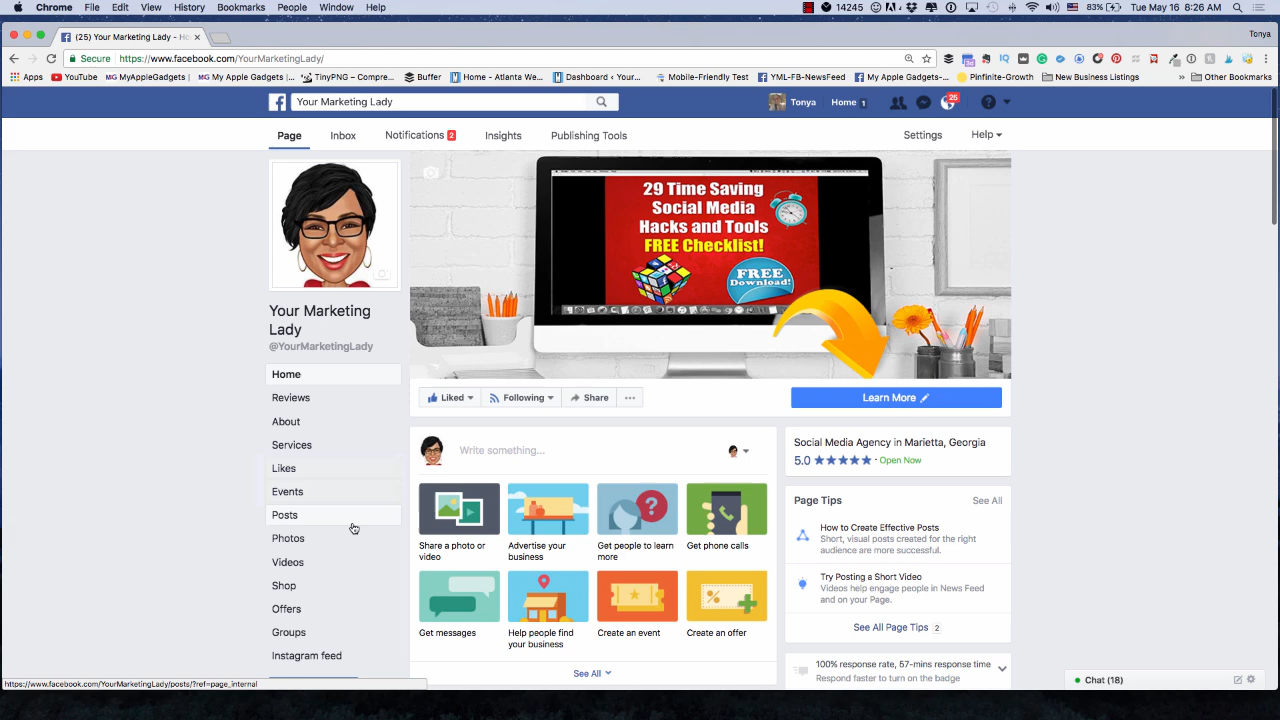 Chrome File Edit View History Bookmarks People Window Help
14245 83% Tue May 16 8:26 AM
(25) Your Marketing Lady - Ho
Tonya
Secure https://www.facebook.com/YourMarketingLady/
Apps YouTube MyAppleGadgets My Apple Gadgets ... TinyPNG – Compre... Buffer Home - Atlanta We... Dashboard ‹ Your... Mobile-Friendly Test YML-FB-NewsFeed My Apple Gadgets-... Pinfinite-Growth New Business Listings » Other Bookmarks
Your Marketing Lady
Tonya Home 1 25
Page Inbox Notifications 2 Insights Publishing Tools Settings Help
29 Time Saving
Social Media
Hacks and Tools
FREE Checklist!
FREE
Download!
Your Marketing
Lady
@YourMarketingLady
Home
Reviews
About
Services
Likes
Events
Posts
Photos
Videos
Shop
Offers
Groups
Instagram feed
Liked Following Share ...
Learn More
Write something...
Share a photo or
video
Advertise your
business
Get people to learn
more
Get phone calls
Get messages
Help people find
your business
Create an event
Create an offer
See All
Social Media Agency in Marietta, Georgia
5.0 ★★★★★ · Open Now
Page Tips See All
How to Create Effective Posts
Short, visual posts created for the right
audience are more successful.
Try Posting a Short Video
Videos help engage people in News Feed
and on your Page.
See All Page Tips 2
100% response rate, 57-mins response time
Respond faster to turn on the badge
Chat (18)
https://www.facebook.com/YourMarketingLady/posts/?ref=page_internal